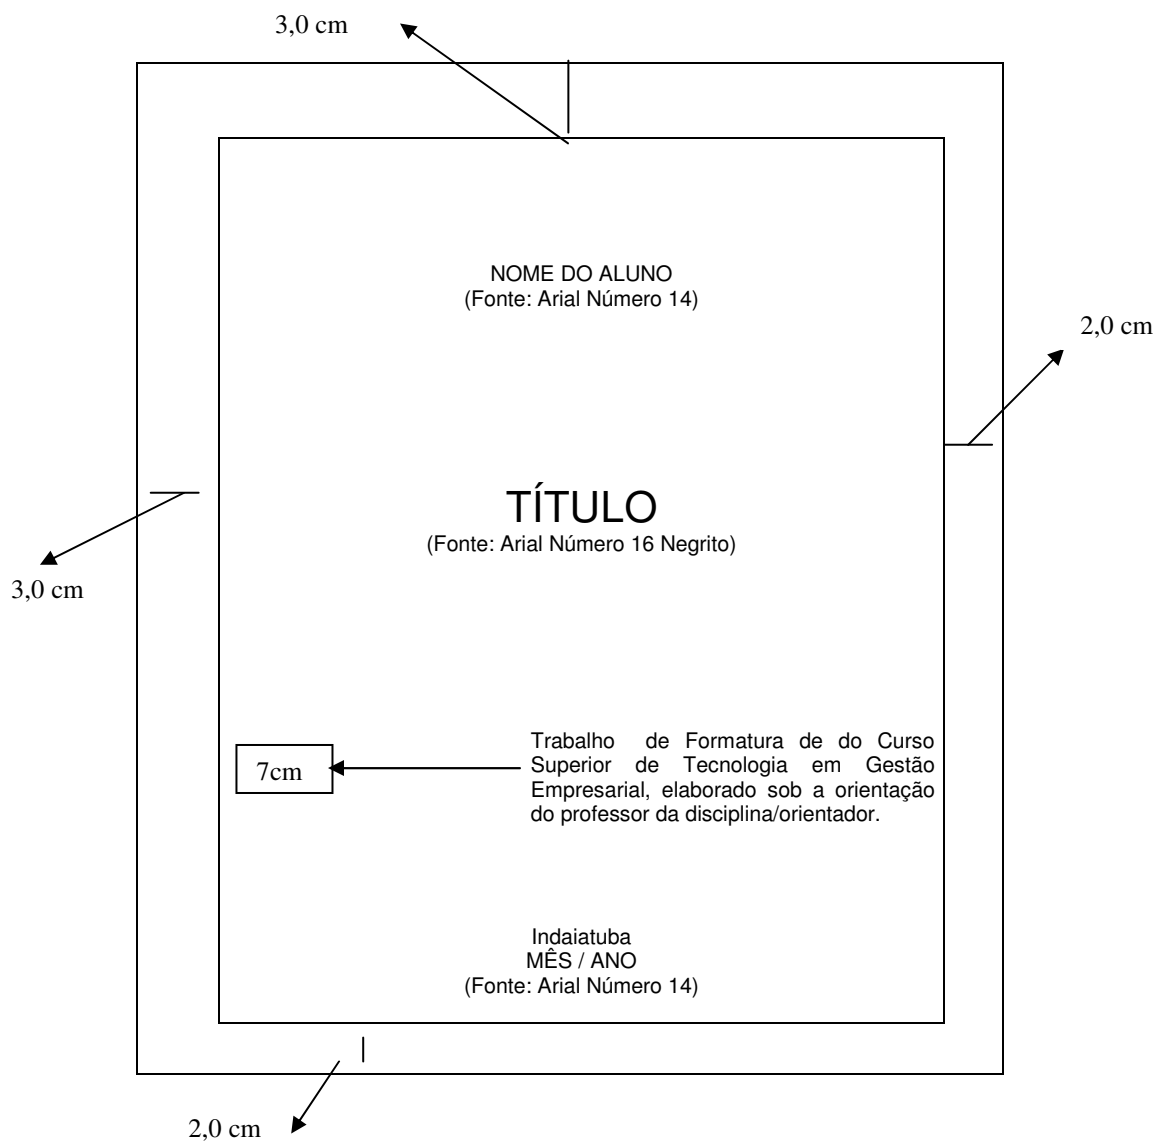 3,0 cm
NOME DO ALUNO
(Fonte: Arial Número 14)
2,0 cm
TÍTULO
(Fonte: Arial Número 16 Negrito)
3,0 cm
7cm
Trabalho de Formatura de do Curso
Superior de Tecnologia em Gestão
Empresarial, elaborado sob a orientação
do professor da disciplina/orientador.
Indaiatuba
MÊS / ANO
(Fonte: Arial Número 14)
2,0 cm